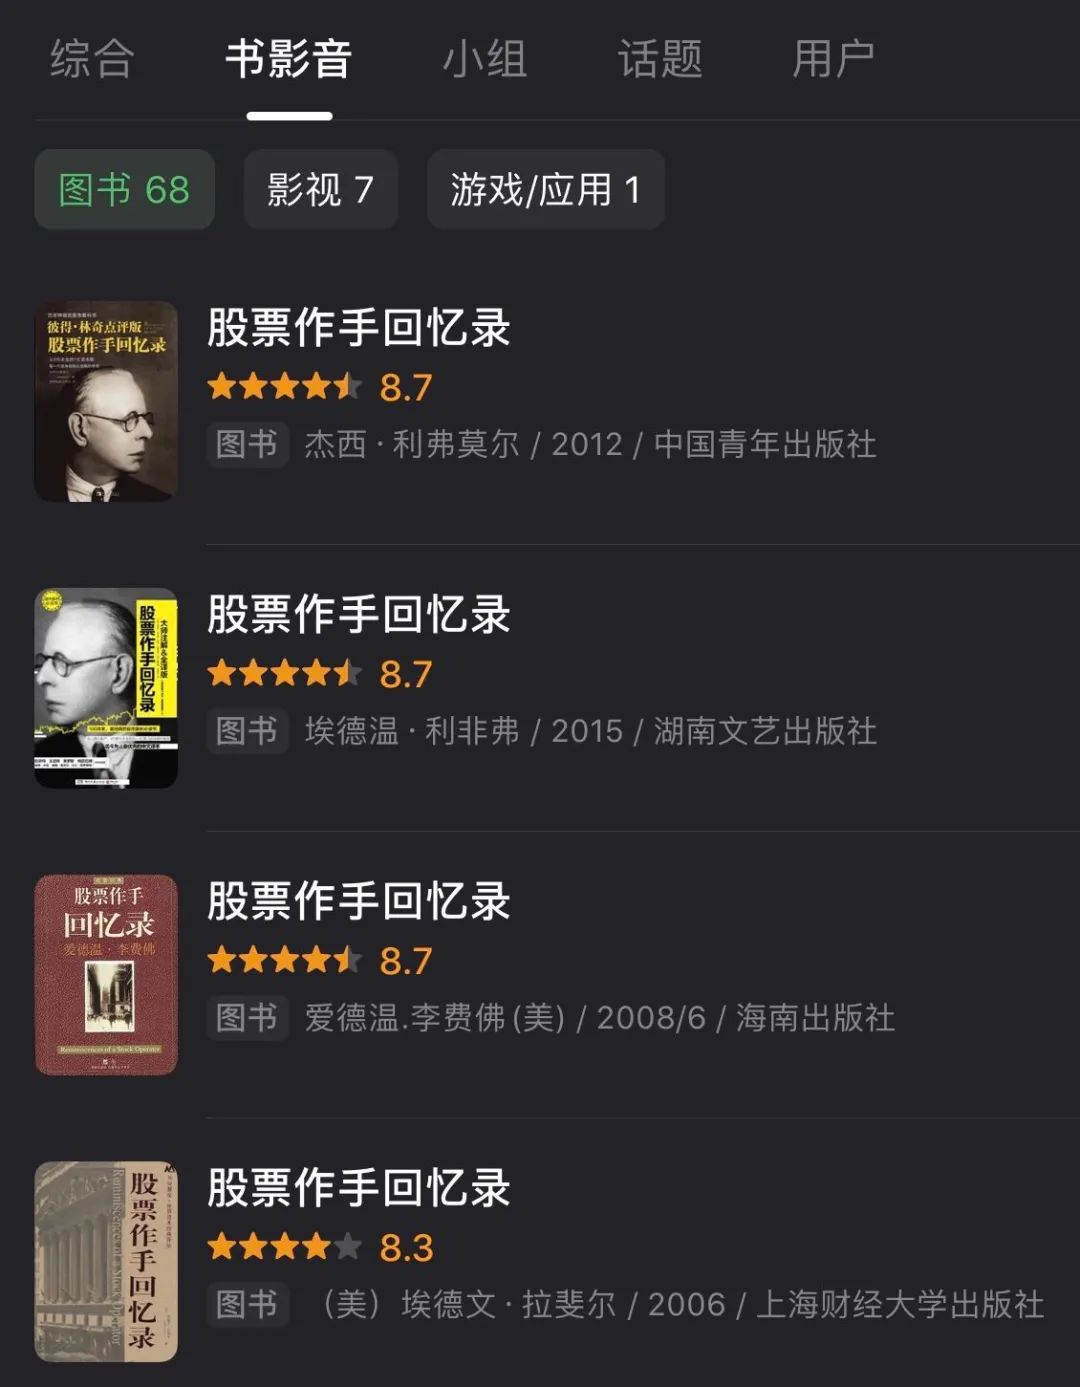 综合 书影音 小组 话题 用户
图书 68 影视 7 游戏/应用 1
彼得·林奇点评版
股票作手回忆录
股票作手回忆录
8.7
图书 杰西·利弗莫尔 / 2012 / 中国青年出版社
股票作手回忆录
大师注解&全译版
股票作手回忆录
8.7
图书 埃德温·利非弗 / 2015 / 湖南文艺出版社
股票作手
回忆录
爱德温·李费佛
Reminiscences of a Stock Operator
股票作手回忆录
8.7
图书 爱德温.李费佛(美) / 2008/6 / 海南出版社
股票作手回忆录
Reminiscences of a Stock Operator
股票作手回忆录
8.3
图书 （美）埃德文·拉斐尔 / 2006 / 上海财经大学出版社